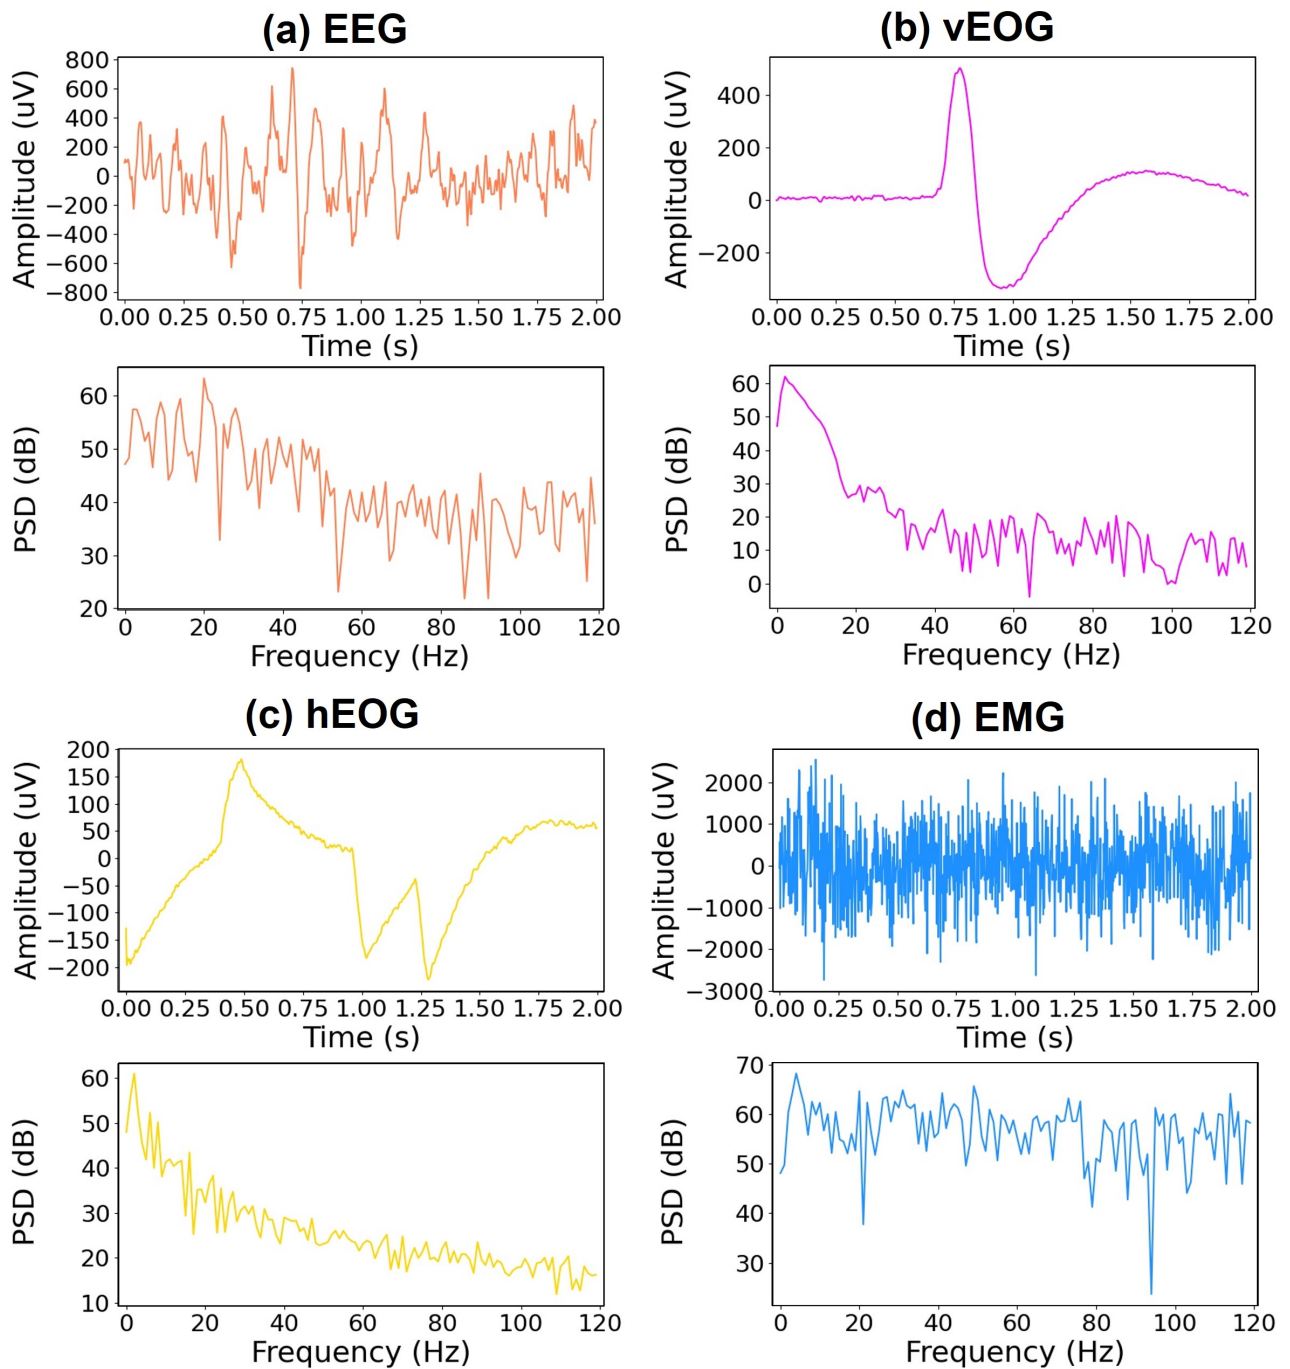 (a) EEG
800
600
400
200
0
−200
−400
−600
−800
Amplitude (uV)
0.00 0.25 0.50 0.75 1.00 1.25 1.50 1.75 2.00
Time (s)
60
50
40
30
20
PSD (dB)
0 20 40 60 80 100 120
Frequency (Hz)
(b) vEOG
400
200
0
−200
Amplitude (uV)
0.00 0.25 0.50 0.75 1.00 1.25 1.50 1.75 2.00
Time (s)
60
50
40
30
20
10
0
PSD (dB)
0 20 40 60 80 100 120
Frequency (Hz)
(c) hEOG
200
150
100
50
0
−50
−100
−150
−200
Amplitude (uV)
0.00 0.25 0.50 0.75 1.00 1.25 1.50 1.75 2.00
Time (s)
60
50
40
30
20
10
PSD (dB)
0 20 40 60 80 100 120
Frequency (Hz)
(d) EMG
2000
1000
0
−1000
−2000
−3000
Amplitude (uV)
0.00 0.25 0.50 0.75 1.00 1.25 1.50 1.75 2.00
Time (s)
70
60
50
40
30
PSD (dB)
0 20 40 60 80 100 120
Frequency (Hz)